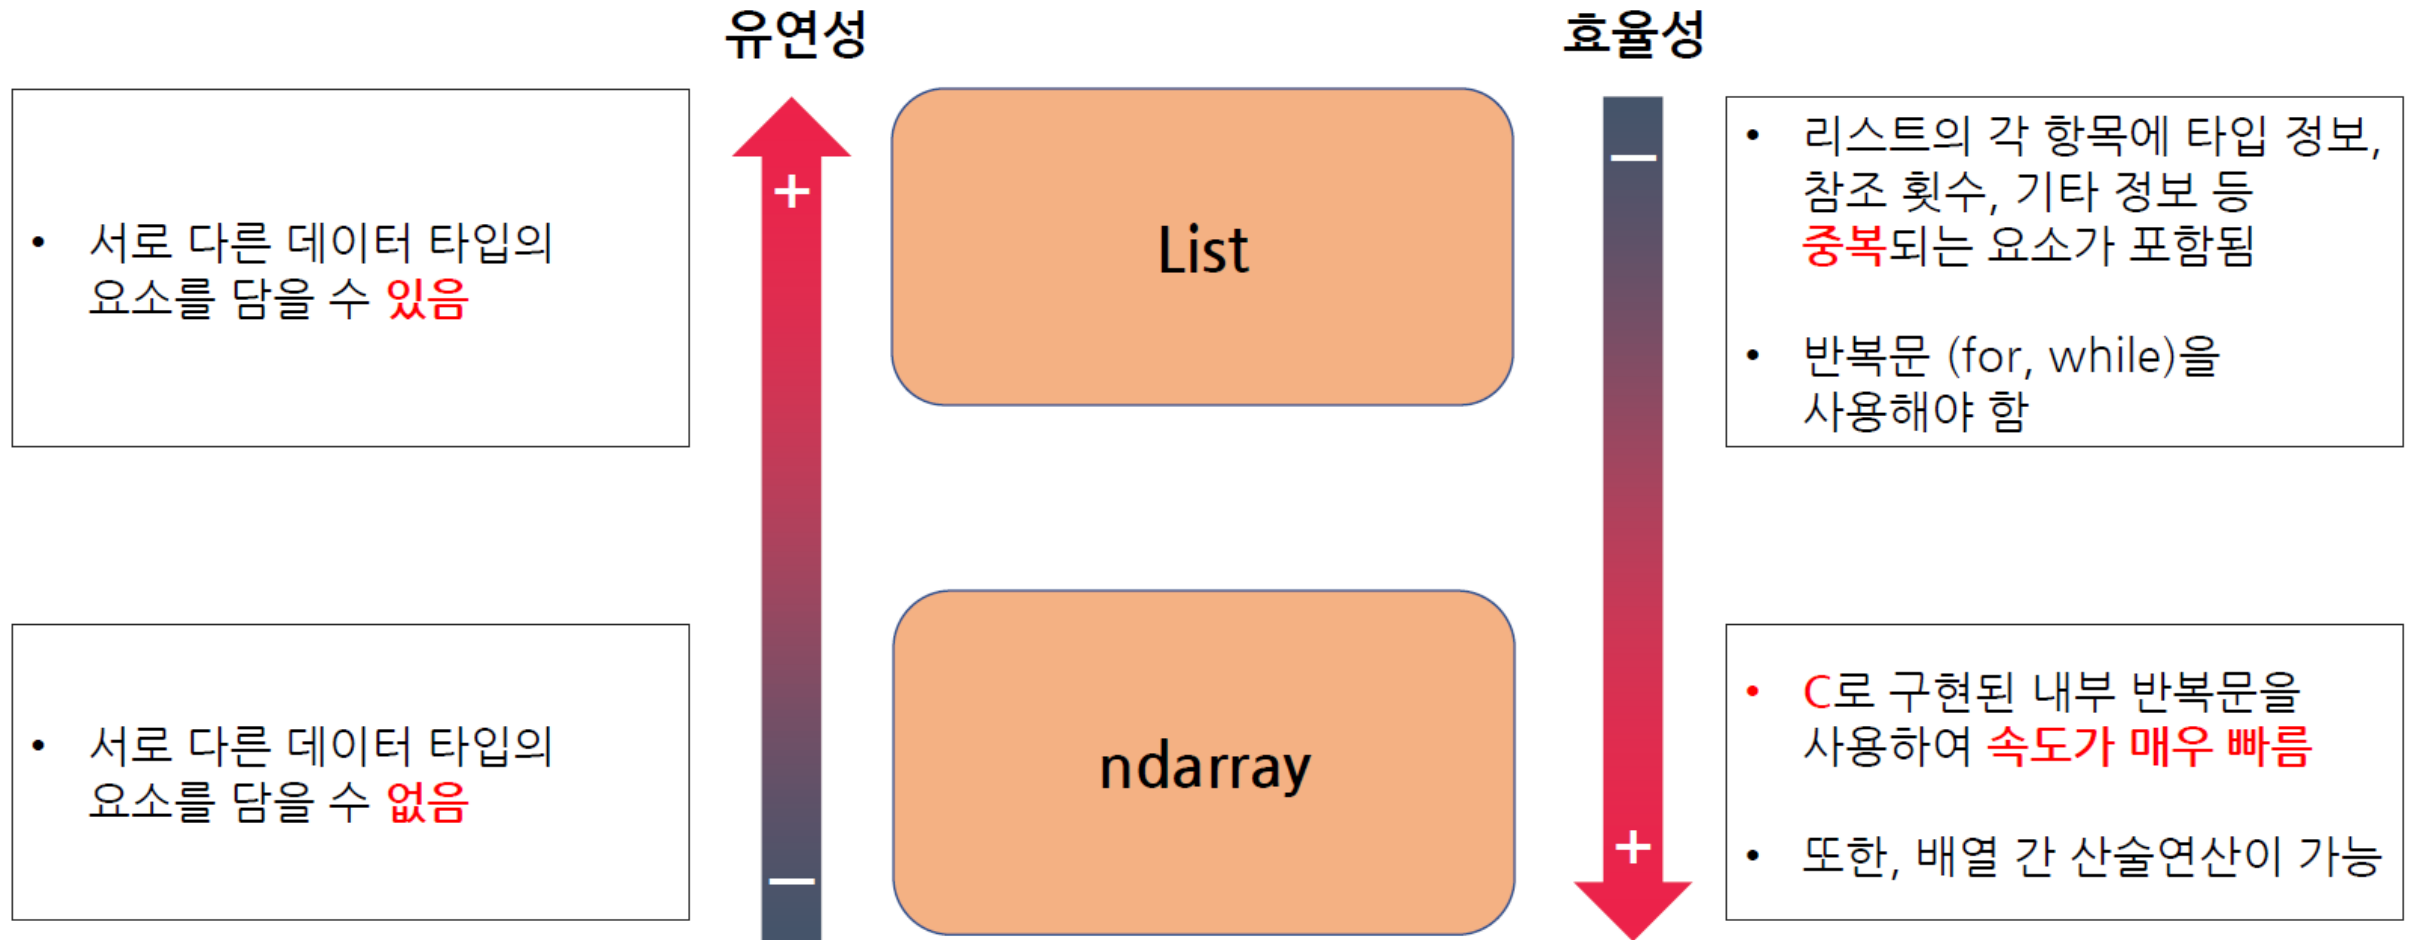 유연성
효율성
• 서로 다른 데이터 타입의
요소를 담을 수 있음
+
List
−
• 리스트의 각 항목에 타입 정보,
참조 횟수, 기타 정보 등
중복되는 요소가 포함됨
• 반복문 (for, while)을
사용해야 함
• 서로 다른 데이터 타입의
요소를 담을 수 없음
−
ndarray
+
• C로 구현된 내부 반복문을
사용하여 속도가 매우 빠름
• 또한, 배열 간 산술연산이 가능